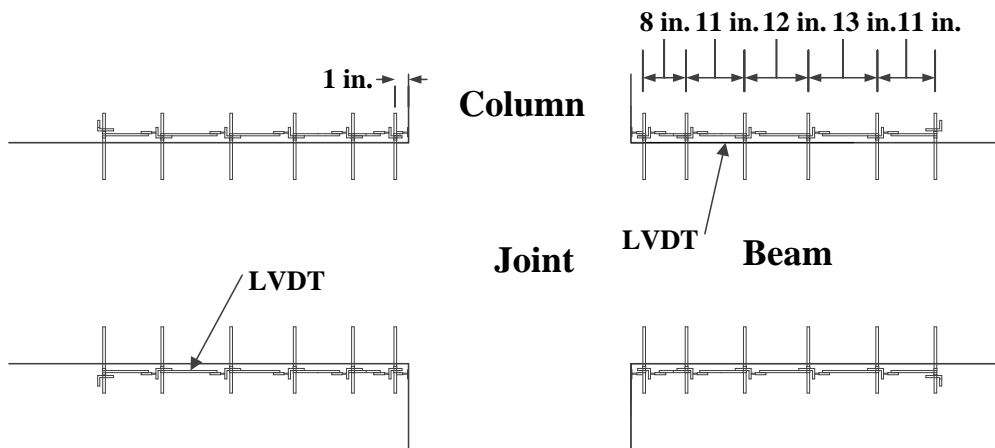 8 in. 11 in. 12 in. 13 in. 11 in.
1 in.
Column
LVDT
Beam
Joint
LVDT